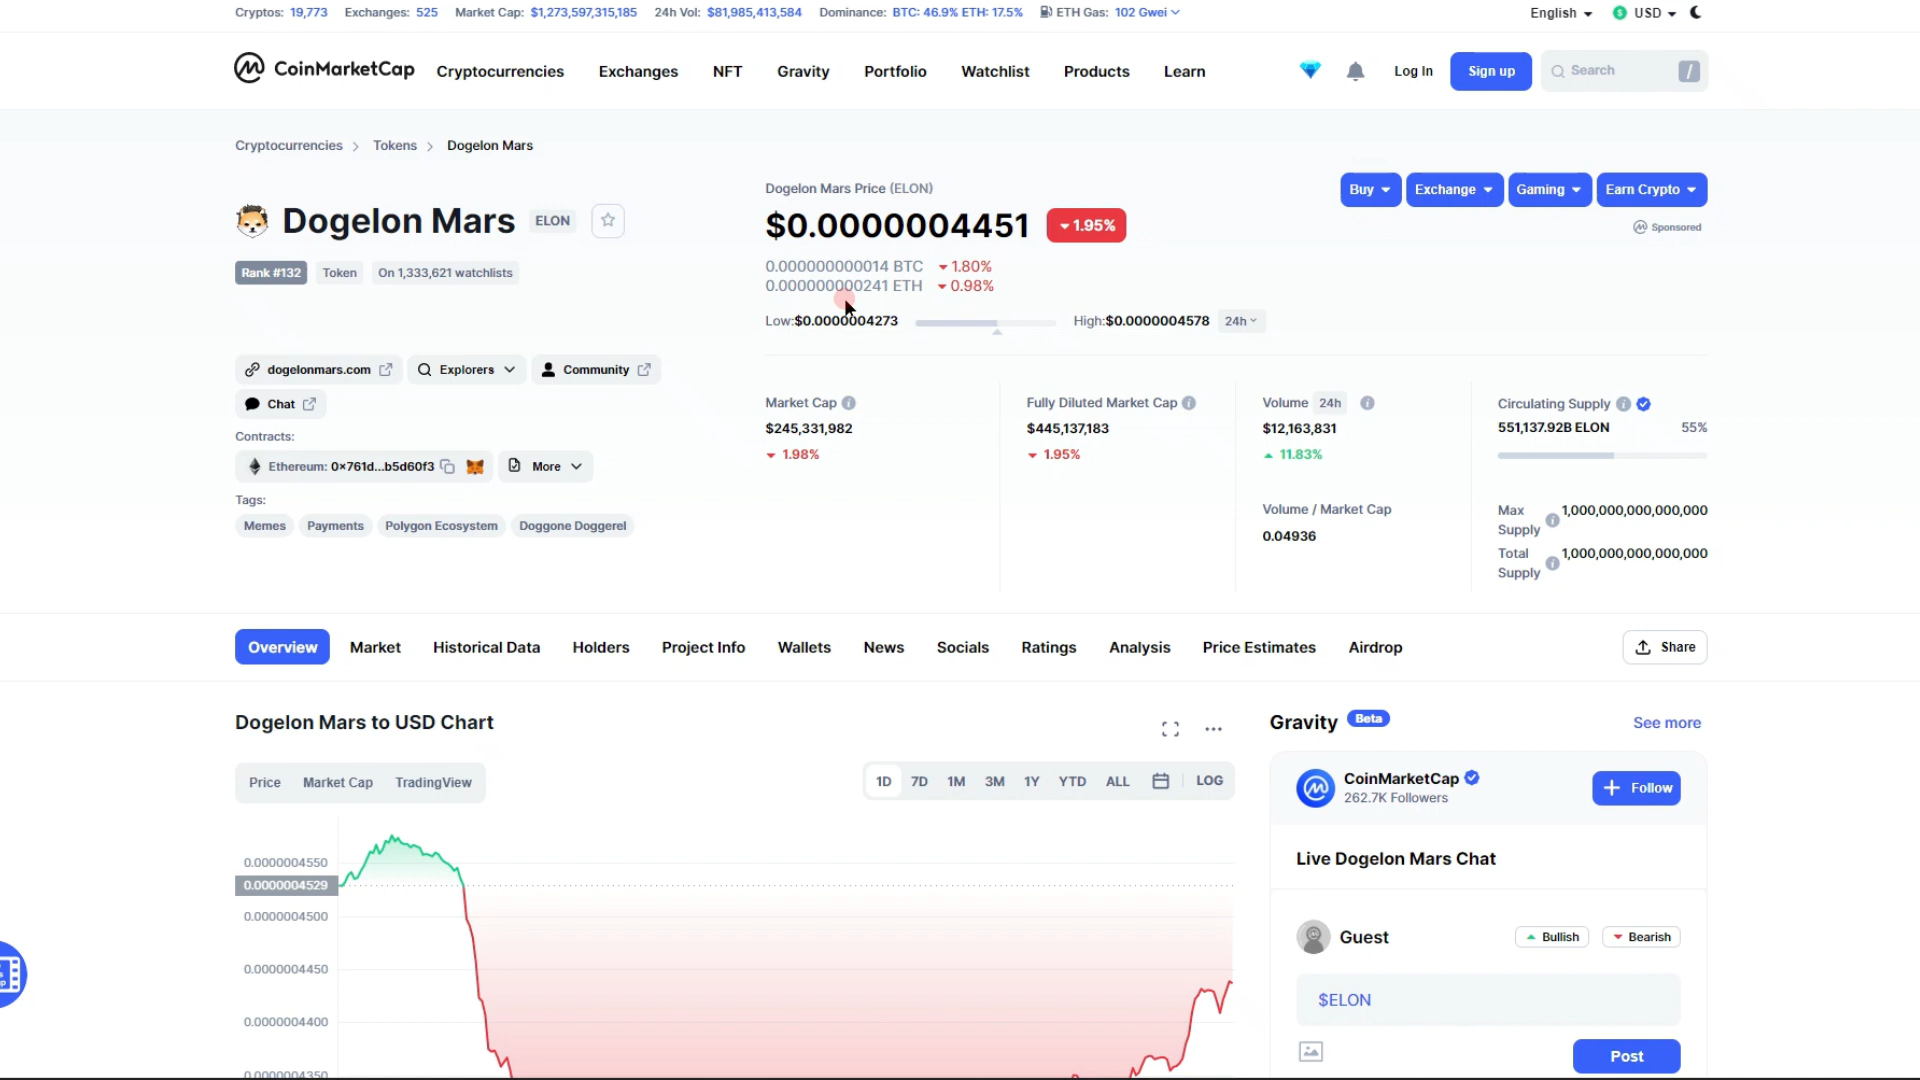 Cryptos: 19,773 Exchanges: 525 Market Cap: $1,273,597,315,185 24h Vol: $81,985,413,584 Dominance: BTC: 46.9% ETH: 17.5% ETH Gas: 102 Gwei English USD
CoinMarketCap Cryptocurrencies Exchanges NFT Gravity Portfolio Watchlist Products Learn Log In Sign up Search /
Cryptocurrencies > Tokens > Dogelon Mars
Dogelon Mars ELON
Rank #132 Token On 1,333,621 watchlists
dogelonmars.com Explorers Community
Chat
Contracts:
Ethereum: 0x761d...b5d60f3 More
Tags:
Memes Payments Polygon Ecosystem Doggone Doggerel
Dogelon Mars Price (ELON)
$0.0000004451 1.95%
0.000000000014 BTC 1.80%
0.000000000241 ETH 0.98%
Low:$0.0000004273 High:$0.0000004578 24h
Buy Exchange Gaming Earn Crypto
Sponsored
Market Cap
$245,331,982
1.98%
Fully Diluted Market Cap
$445,137,183
1.95%
Volume 24h
$12,163,831
11.83%
Volume / Market Cap
0.04936
Circulating Supply
551,137.92B ELON 55%
Max Supply 1,000,000,000,000,000
Total Supply 1,000,000,000,000,000
Overview Market Historical Data Holders Project Info Wallets News Socials Ratings Analysis Price Estimates Airdrop Share
Dogelon Mars to USD Chart
Price Market Cap TradingView 1D 7D 1M 3M 1Y YTD ALL LOG
0.0000004550
0.0000004529
0.0000004500
0.0000004450
0.0000004400
0.0000004350
Gravity Beta See more
CoinMarketCap
262.7K Followers
+ Follow
Live Dogelon Mars Chat
Guest Bullish Bearish
$ELON
Post